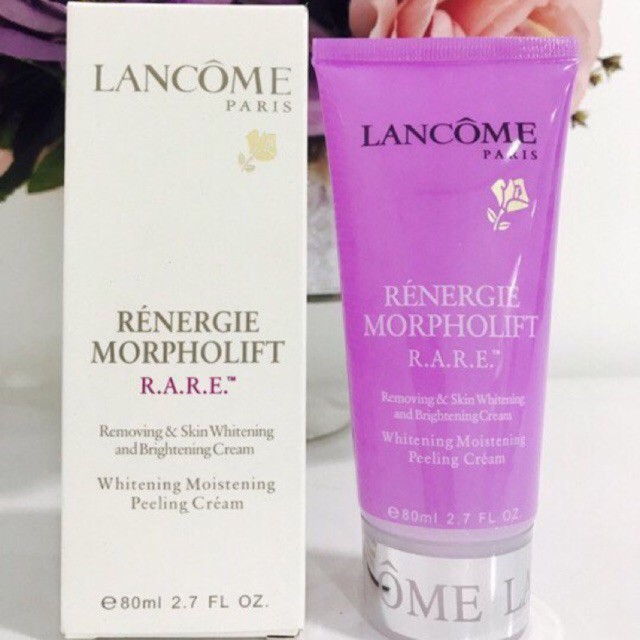 LANCÔME
PARIS
RÉNERGIE
MORPHOLIFT
R.A.R.E.™
Removing & Skin Whitening
and Brightening Cream
Whitening Moistening
Peeling Créam
℮80ml 2.7 FL OZ.
LANCÔME
PARIS
RÉNERGIE
MORPHOLIFT
R.A.R.E.™
Removing & Skin Whitening
and Brightening Cream
Whitening Moistening
Peeling Créam
℮80ml 2.7 FL OZ.
ÔME L